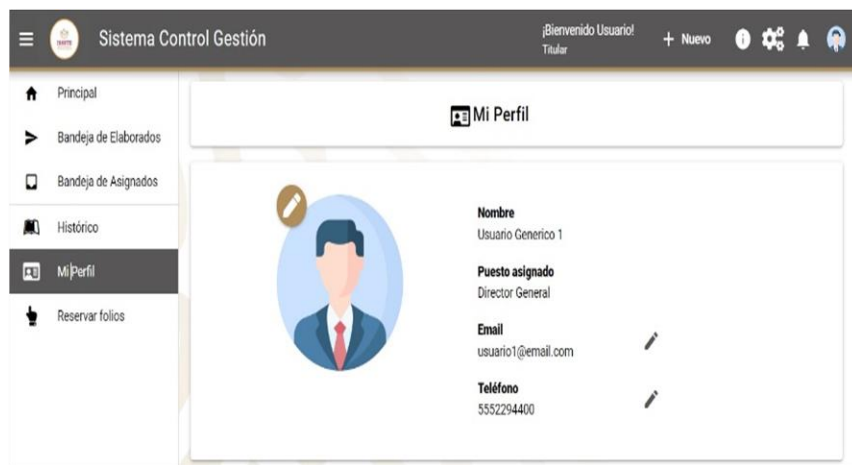 Sistema Control Gestión
¡Bienvenido Usuario!
Titular
+ Nuevo
Principal
Bandeja de Elaborados
Bandeja de Asignados
Histórico
Mi Perfil
Reservar folios
Mi Perfil
Nombre
Usuario Generico 1
Puesto asignado
Director General
Email
usuario1@email.com
Teléfono
5552294400